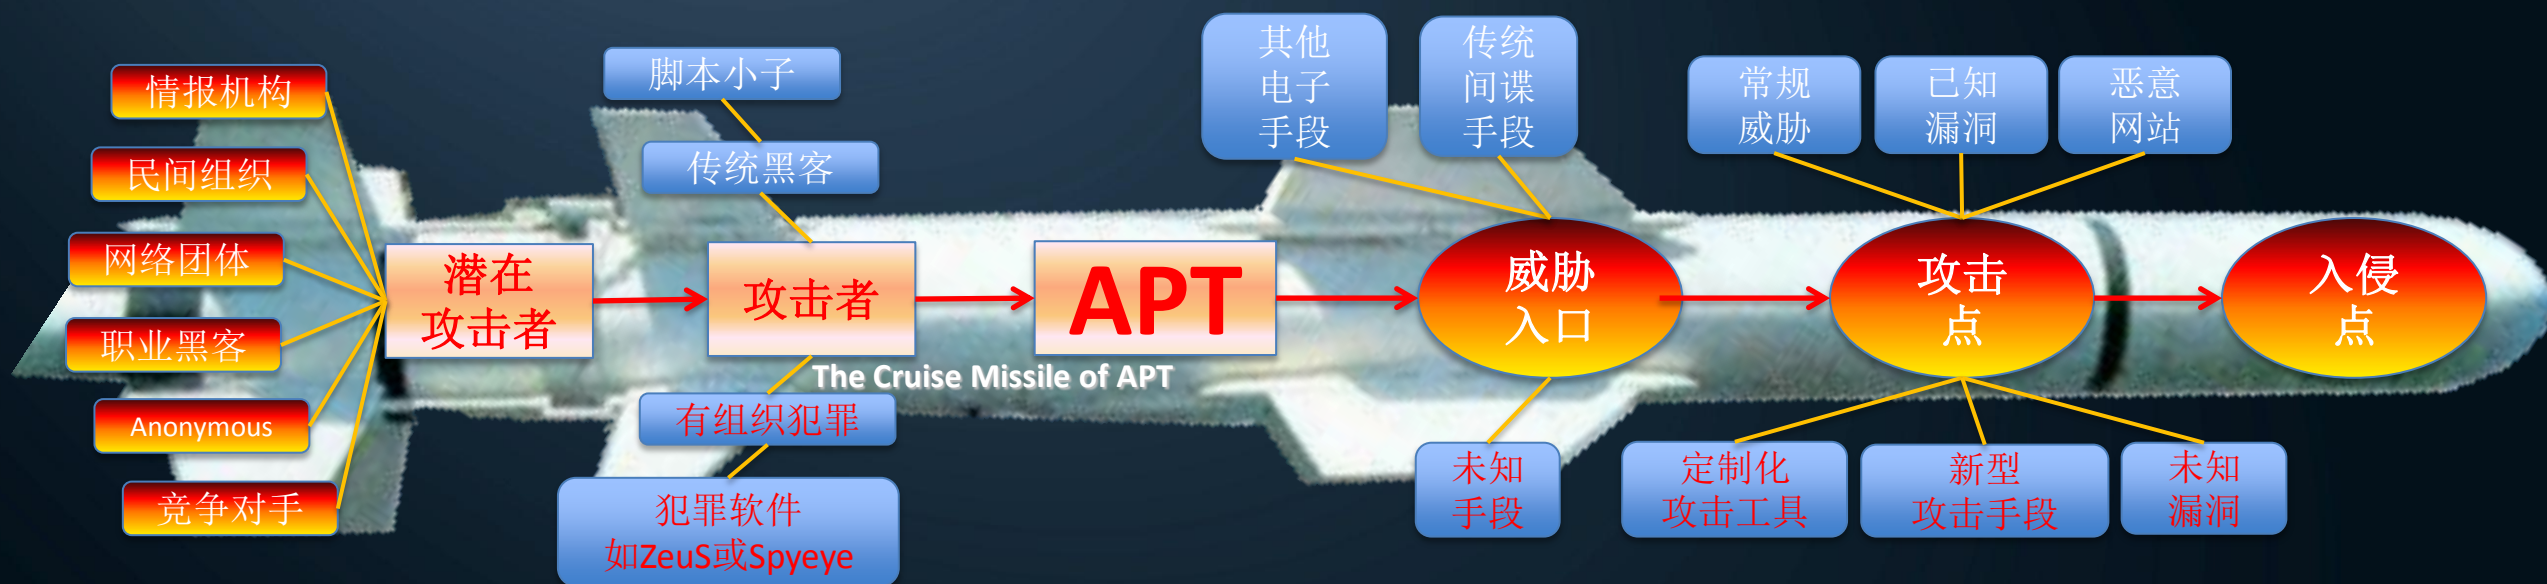 情报机构
民间组织
网络团体
职业黑客
Anonymous
竞争对手
潜在
攻击者
脚本小子
传统黑客
攻击者
有组织犯罪
犯罪软件
如ZeuS或Spyeye
APT
The Cruise Missile of APT
其他
电子
手段
传统
间谍
手段
威胁
入口
未知
手段
常规
威胁
已知
漏洞
恶意
网站
攻击
点
定制化
攻击工具
新型
攻击手段
未知
漏洞
入侵
点